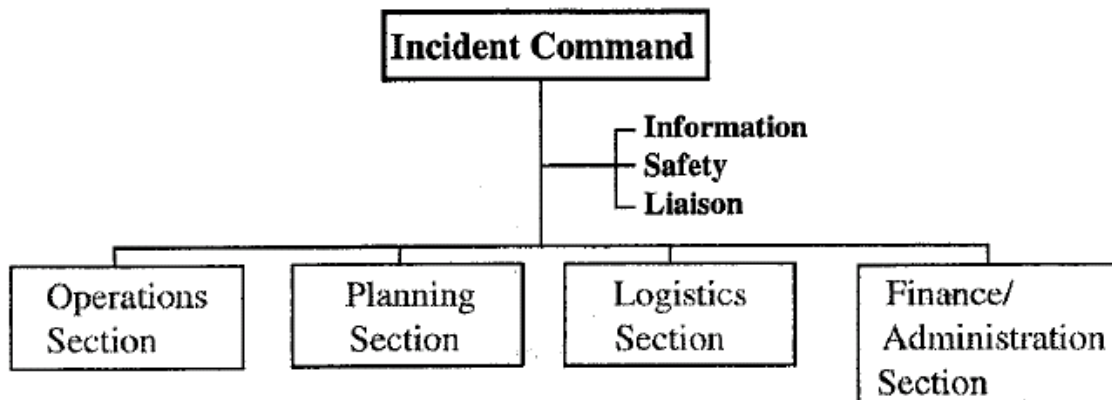 Incident Command
Information
Safety
Liaison
Operations
Section
Planning
Section
Logistics
Section
Finance/
Administration
Section